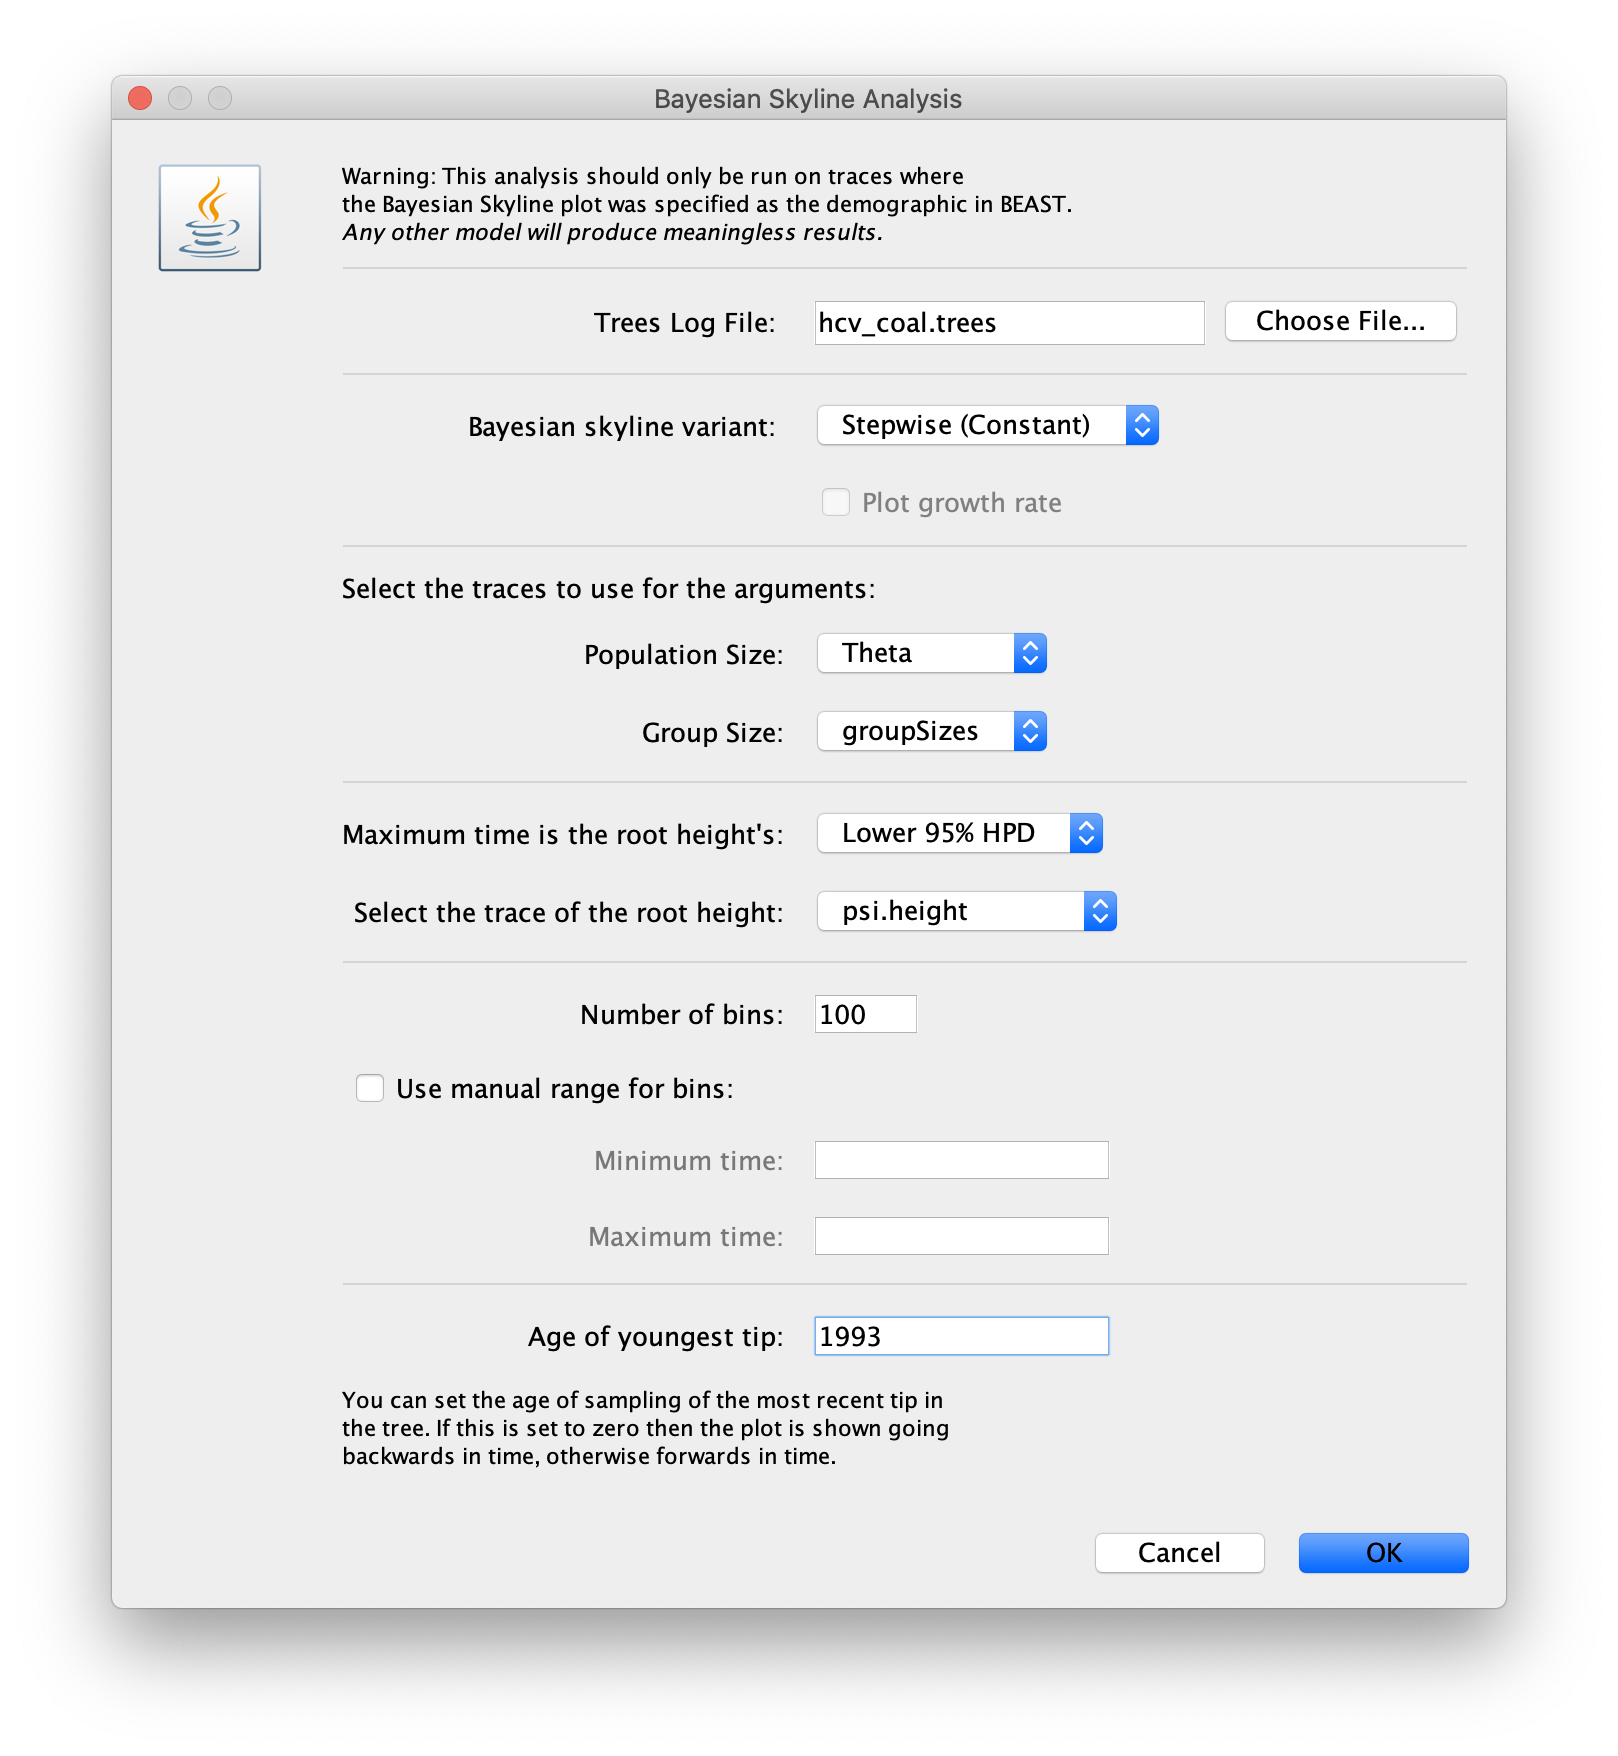 Bayesian Skyline Analysis
Warning: This analysis should only be run on traces where
the Bayesian Skyline plot was specified as the demographic in BEAST.
Any other model will produce meaningless results.
Trees Log File: hcv_coal.trees Choose File...
Bayesian skyline variant: Stepwise (Constant)
Plot growth rate
Select the traces to use for the arguments:
Population Size: Theta
Group Size: groupSizes
Maximum time is the root height's: Lower 95% HPD
Select the trace of the root height: psi.height
Number of bins: 100
Use manual range for bins:
Minimum time:
Maximum time:
Age of youngest tip: 1993
You can set the age of sampling of the most recent tip in
the tree. If this is set to zero then the plot is shown going
backwards in time, otherwise forwards in time.
Cancel OK